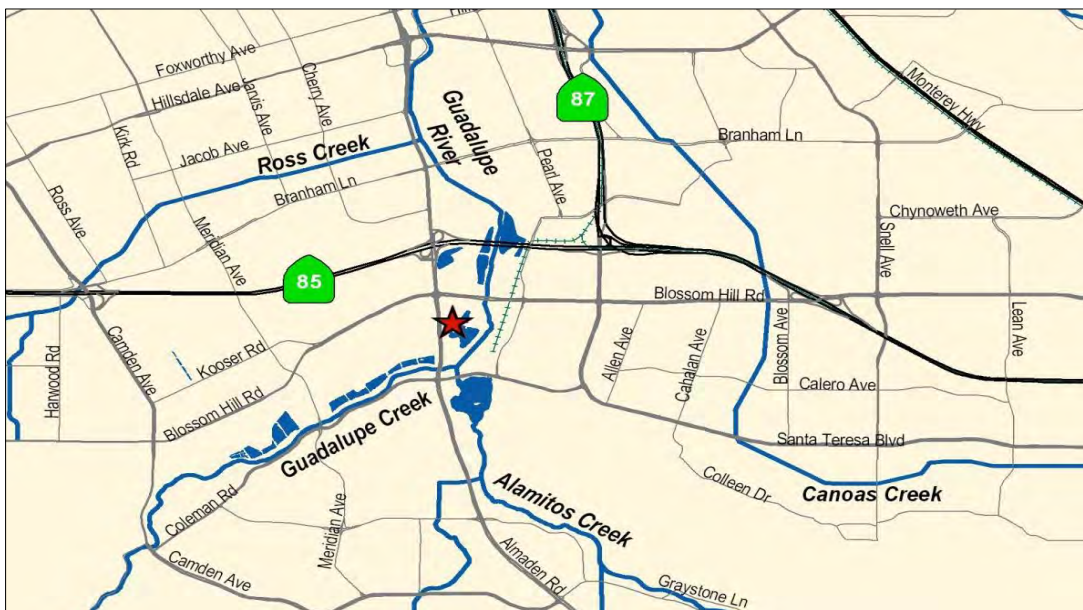 Foxworthy Ave
Hillsdale Ave
Jarvis Ave
Cherry Ave
Kirk Rd
Jacob Ave
Ross Creek
Branham Ln
Ross Ave
Meridian Ave
Guadalupe
River
87
Pearl Ave
Branham Ln
Monterey Hwy
Chynoweth Ave
Snell Ave
85
Blossom Hill Rd
Lean Ave
Camden Ave
Harwood Rd
Kooser Rd
Blossom Hill Rd
Allen Ave
Cahalan Ave
Blossom Ave
Calero Ave
Guadalupe Creek
Santa Teresa Blvd
Coleman Rd
Meridian Ave
Colleen Dr
Canoas Creek
Alamitos Creek
Camden Ave
Almaden Rd
Graystone Ln